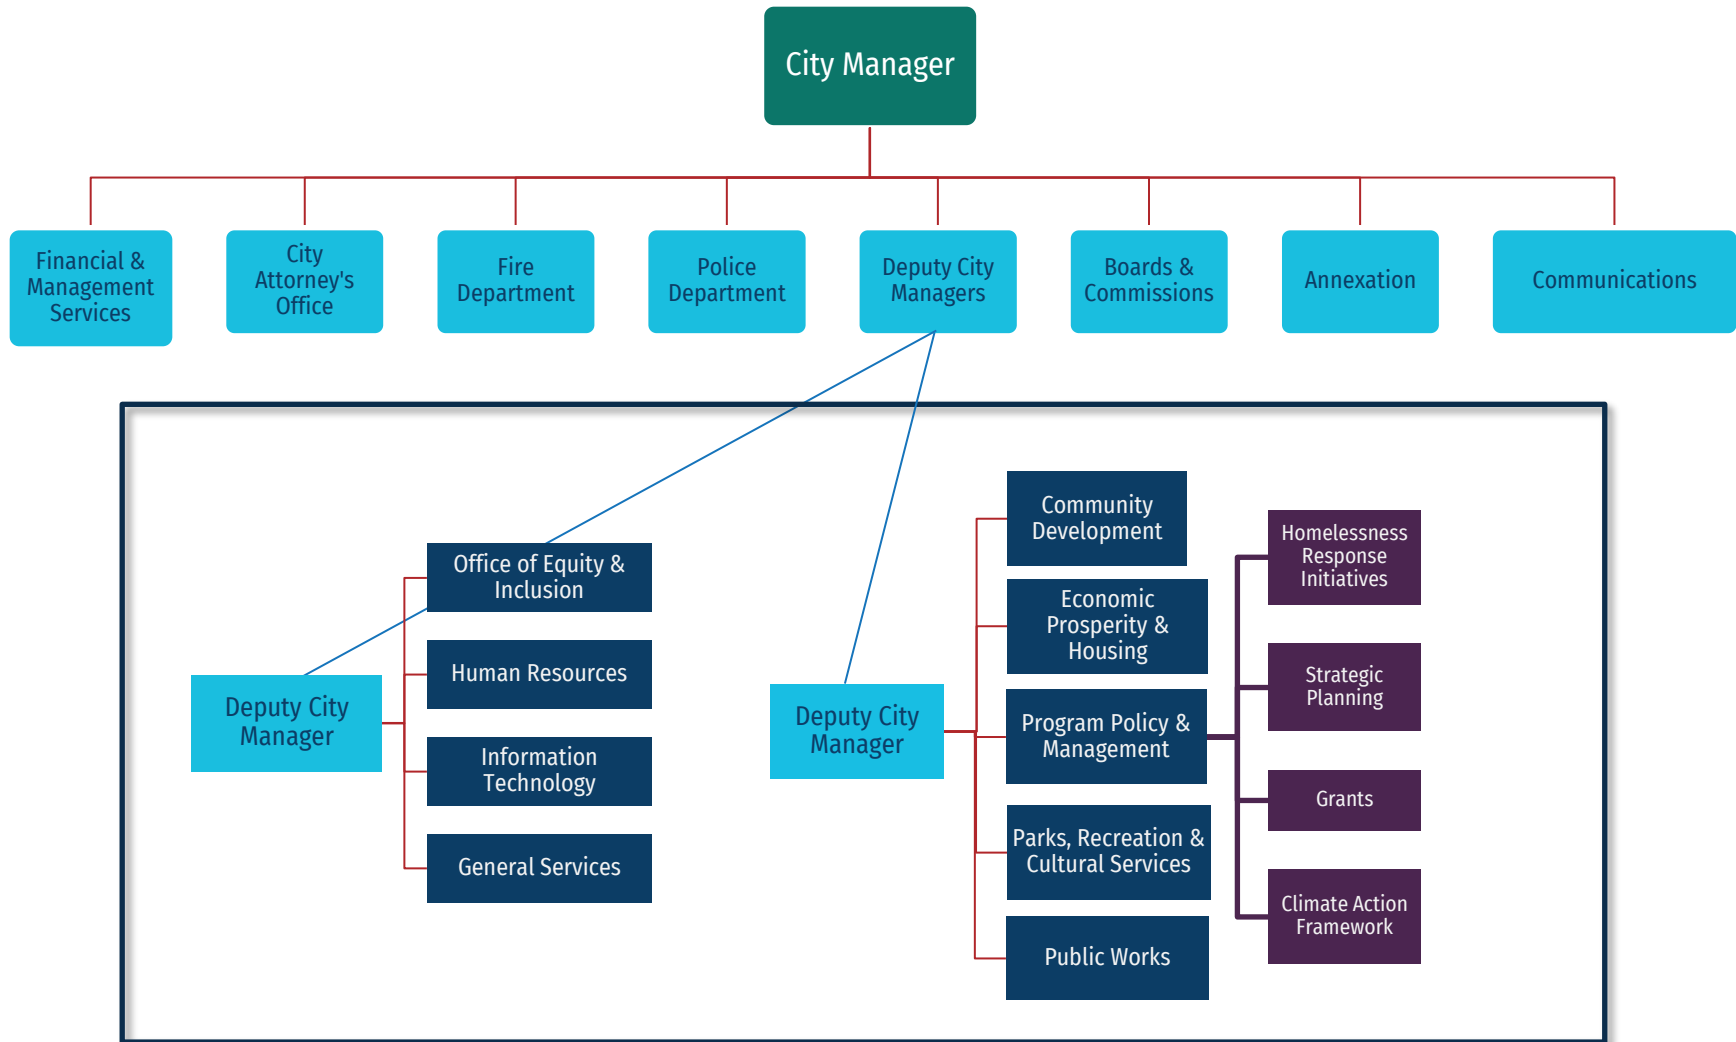 City Manager
Financial &
Management
Services
City
Attorney's
Office
Fire
Department
Police
Department
Deputy City
Managers
Boards &
Commissions
Annexation
Communications
Deputy City
Manager
Office of Equity &
Inclusion
Human Resources
Information
Technology
General Services
Deputy City
Manager
Community
Development
Economic
Prosperity &
Housing
Program Policy &
Management
Parks, Recreation &
Cultural Services
Public Works
Homelessness
Response
Initiatives
Strategic
Planning
Grants
Climate Action
Framework